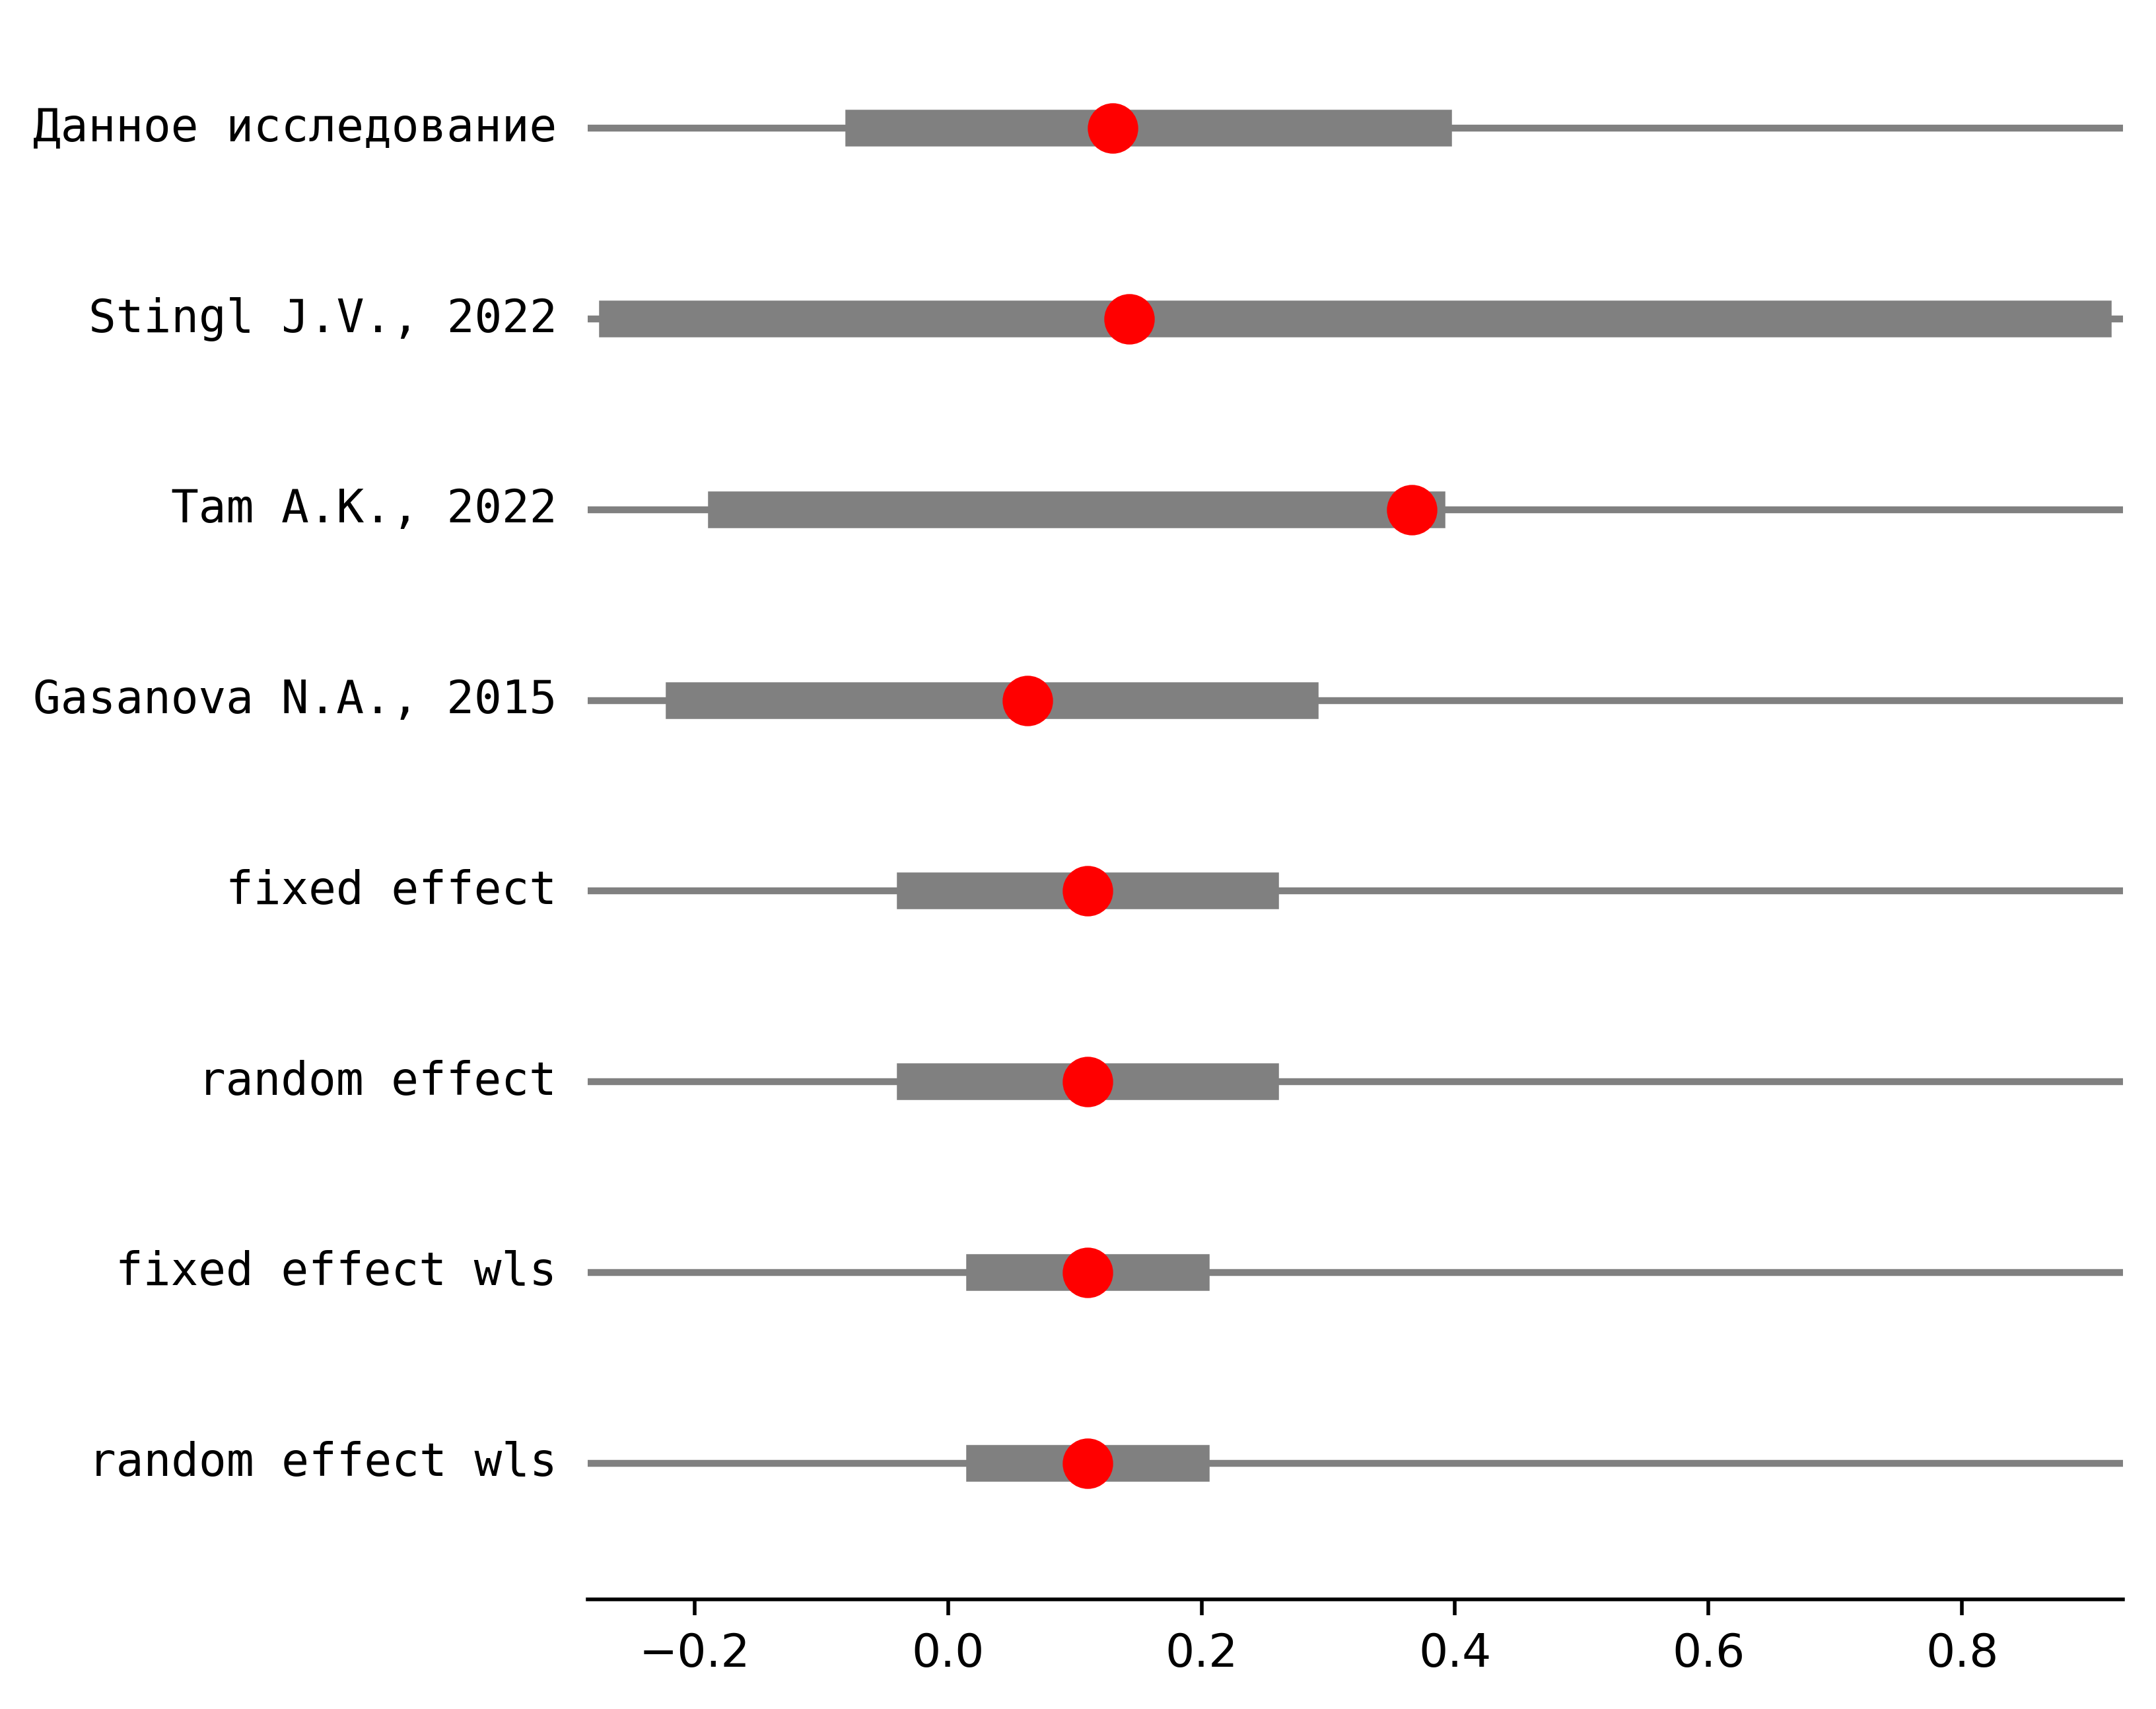 Данное исследование
Stingl J.V., 2022
Tam A.K., 2022
Gasanova N.A., 2015
fixed effect
random effect
fixed effect wls
random effect wls
−0.2 0.0 0.2 0.4 0.6 0.8